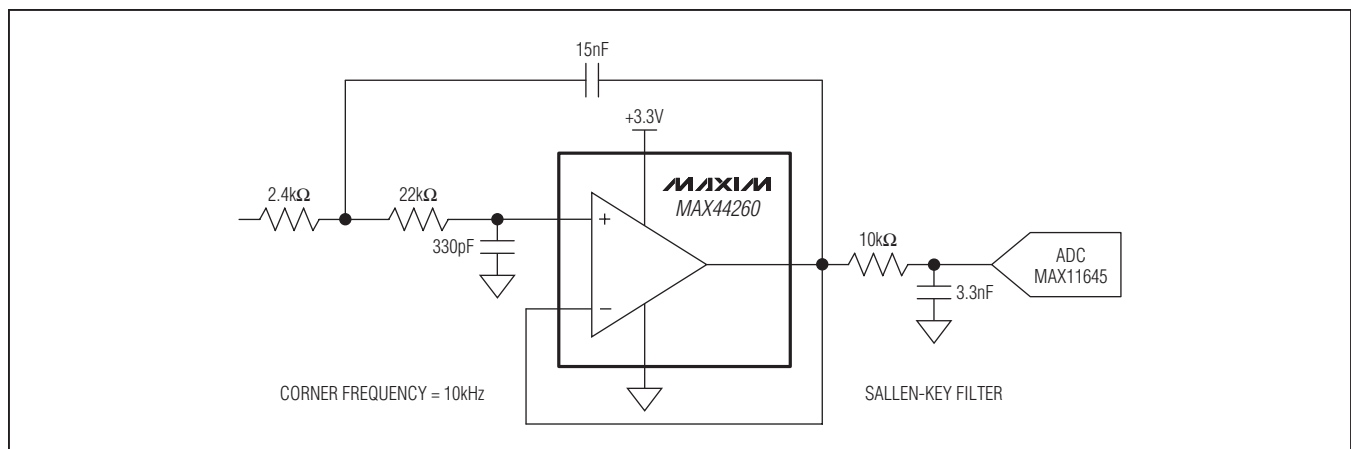 15nF
+3.3V
MAXIM
MAX44260
2.4kΩ
22kΩ
330pF
+
−
10kΩ
3.3nF
ADC
MAX11645
CORNER FREQUENCY = 10kHz
SALLEN-KEY FILTER